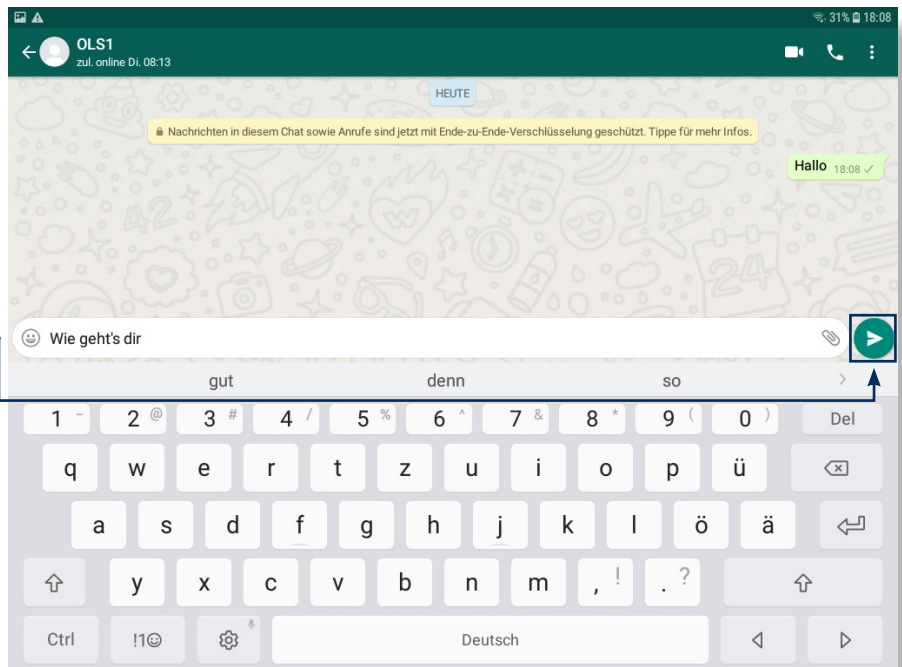 31% 18:08
OLS1
zul. online Di. 08:13
HEUTE
Nachrichten in diesem Chat sowie Anrufe sind jetzt mit Ende-zu-Ende-Verschlüsselung geschützt. Tippe für mehr Infos.
Hallo 18:08
Wie geht's dir
gut denn so
1 - 2 @ 3 # 4 / 5 % 6 ^ 7 & 8 * 9 ( 0 ) Del
q w e r t z u i o p ü
a s d f g h j k l ö ä
y x c v b n m , ! . ?
Ctrl !1☺ Deutsch